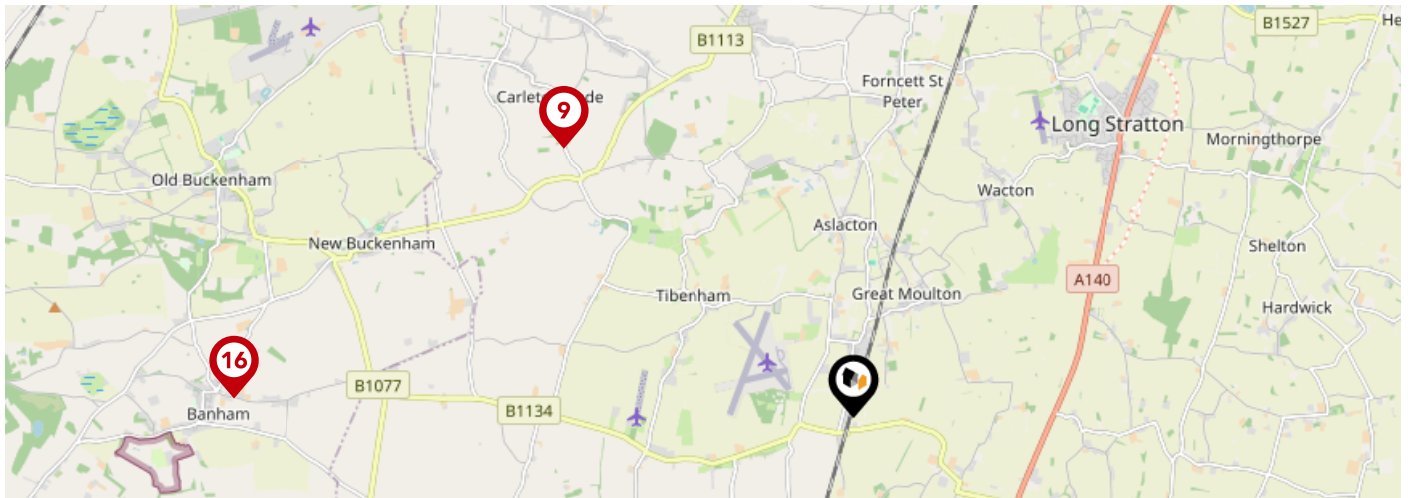 B1113
B1527
Forncett St
Peter
9
Long Stratton
Morningthorpe
Old Buckenham
Wacton
Aslacton
New Buckenham
Shelton
A140
Tibenham
Great Moulton
Hardwick
16
B1077
B1134
Banham